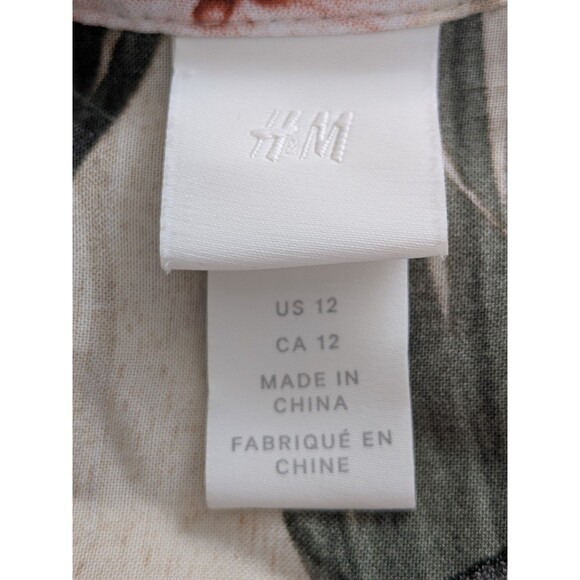 H&M
US 12
CA 12
MADE IN
CHINA
FABRIQUÉ EN
CHINE